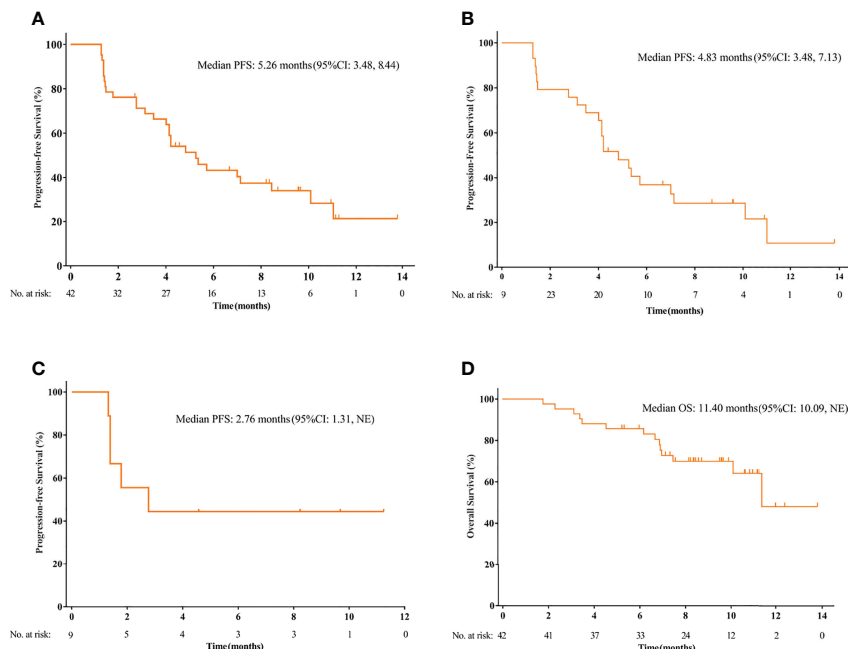 A
Median PFS: 5.26 months (95%CI: 3.48, 8.44)
Progression-free Survival (%)
100
80
60
40
20
0
0 2 4 6 8 10 12 14
No. at risk: 42 32 27 16 13 6 1 0
Time(months)
B
Median PFS: 4.83 months (95%CI: 3.48, 7.13)
Progression-Free Survival (%)
100
80
60
40
20
0
0 2 4 6 8 10 12 14
No. at risk: 9 23 20 10 7 4 1 0
Time(months)
C
Median PFS: 2.76 months (95%CI: 1.31, NE)
Progression-free Survival (%)
100
80
60
40
20
0
0 2 4 6 8 10 12
No. at risk: 9 5 4 3 3 1 0
Time(months)
D
Median OS: 11.40 months (95%CI: 10.09, NE)
Overall Survival (%)
100
80
60
40
20
0
0 2 4 6 8 10 12 14
No. at risk: 42 41 37 33 24 12 2 0
Time(months)